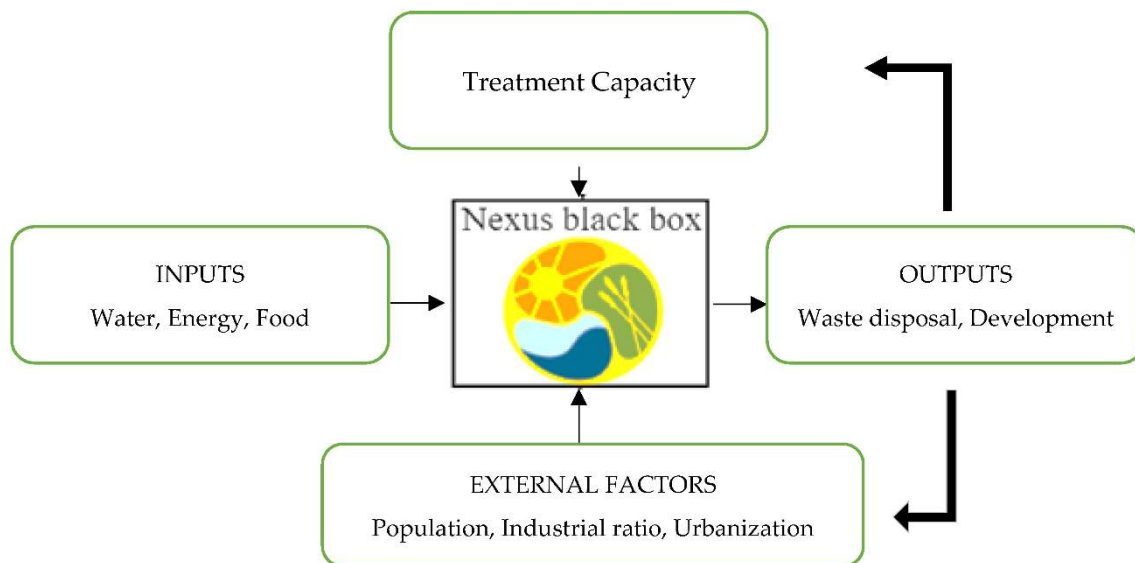 Treatment Capacity
Nexus black box
INPUTS
Water, Energy, Food
OUTPUTS
Waste disposal, Development
EXTERNAL FACTORS
Population, Industrial ratio, Urbanization